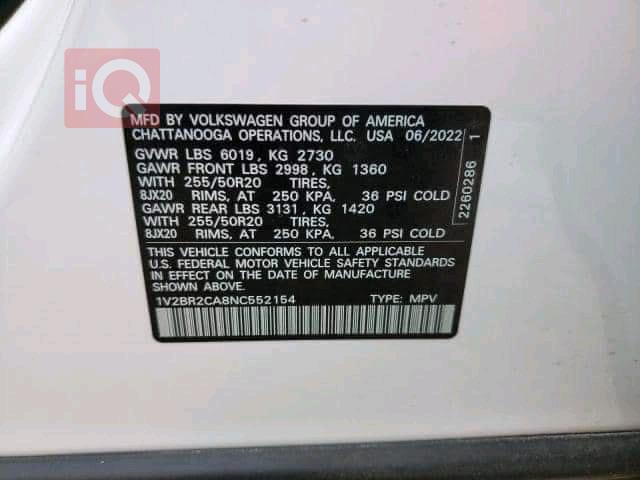 iQ
MFD BY VOLKSWAGEN GROUP OF AMERICA
CHATTANOOGA OPERATIONS, LLC. USA 06/2022
GVWR LBS 6019, KG 2730
GAWR FRONT LBS 2998, KG 1360
WITH 255/50R20 TIRES,
8JX20 RIMS, AT 250 KPA, 36 PSI COLD
GAWR REAR LBS 3131, KG 1420
WITH 255/50R20 TIRES,
8JX20 RIMS, AT 250 KPA, 36 PSI COLD
THIS VEHICLE CONFORMS TO ALL APPLICABLE
U.S. FEDERAL MOTOR VEHICLE SAFETY STANDARDS
IN EFFECT ON THE DATE OF MANUFACTURE
SHOWN ABOVE.
1V2BR2CA8NC552154 TYPE: MPV
2260286 1